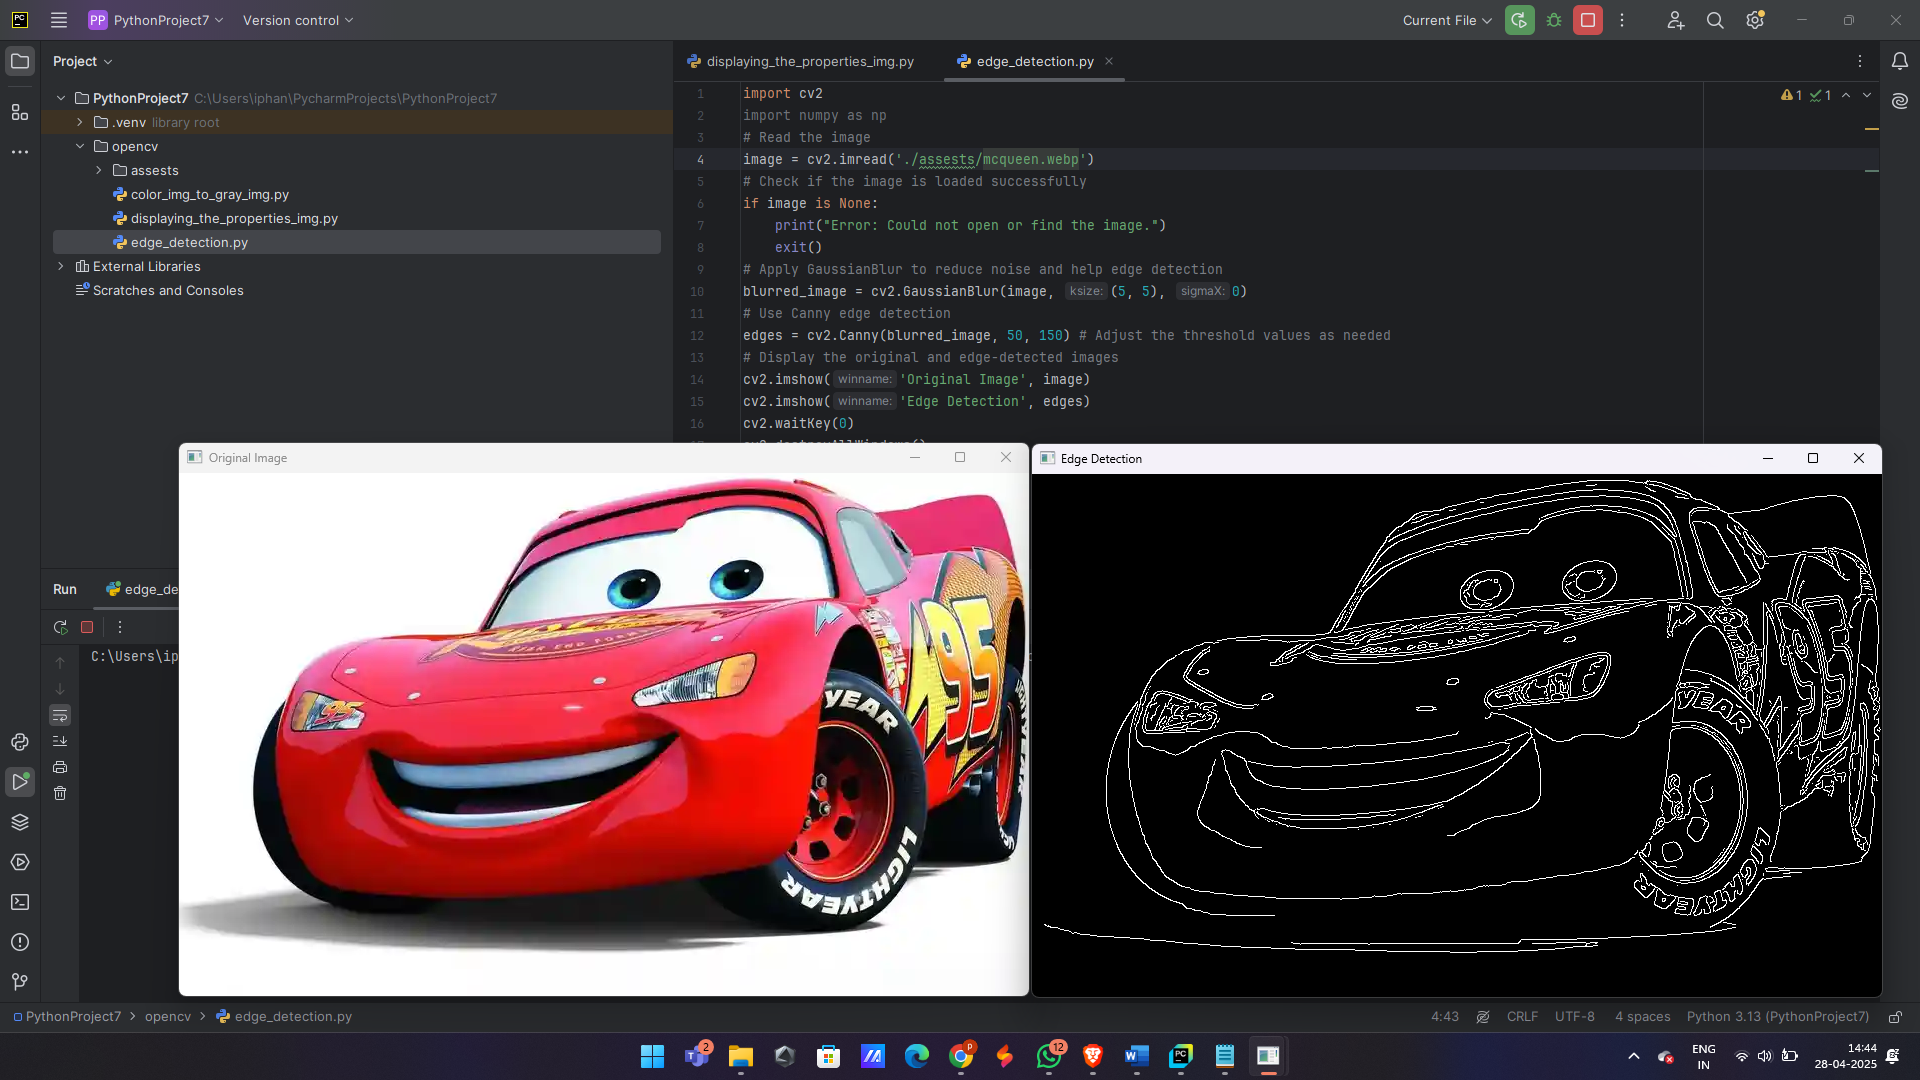 PC
PP PythonProject7
Version control
Current File
Project
PythonProject7 C:\Users\iphan\PycharmProjects\PythonProject7
.venv library root
opencv
assests
color_img_to_gray_img.py
displaying_the_properties_img.py
edge_detection.py
External Libraries
Scratches and Consoles
displaying_the_properties_img.py
edge_detection.py
1 1
1 import cv2
2 import numpy as np
3 # Read the image
4 image = cv2.imread('./assests/mcqueen.webp')
5 # Check if the image is loaded successfully
6 if image is None:
7 print("Error: Could not open or find the image.")
8 exit()
9 # Apply GaussianBlur to reduce noise and help edge detection
10 blurred_image = cv2.GaussianBlur(image, ksize: (5, 5), sigmaX: 0)
11 # Use Canny edge detection
12 edges = cv2.Canny(blurred_image, 50, 150) # Adjust the threshold values as needed
13 # Display the original and edge-detected images
14 cv2.imshow( winname: 'Original Image', image)
15 cv2.imshow( winname: 'Edge Detection', edges)
16 cv2.waitKey(0)
Run
edge_de
C:\Users\ip
Original Image
95
95
YEAR
LIGHTYEAR
Edge Detection
YEAR
LIGHTYEAR
PythonProject7 > opencv > edge_detection.py
4:43
CRLF
UTF-8
4 spaces
Python 3.13 (PythonProject7)
2
P
12
PC
ENG
IN
14:44
28-04-2025